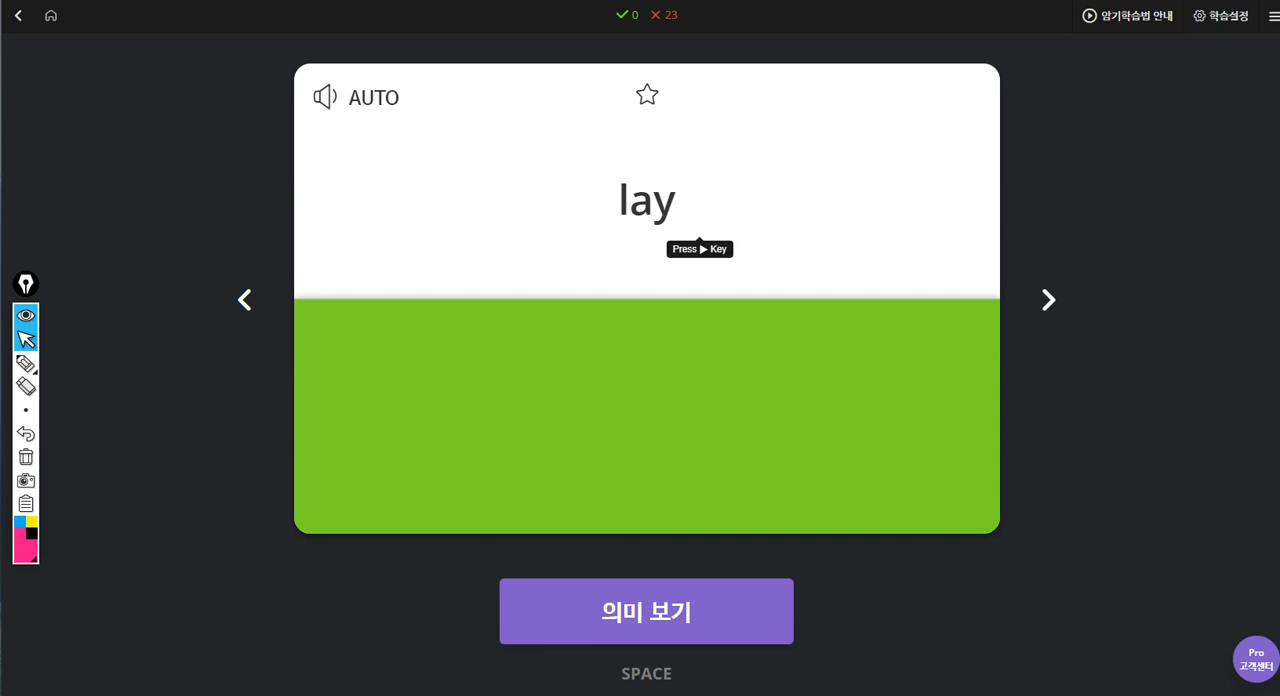 0 23 암기학습법 안내 학습설정
AUTO
lay
Press ▶ Key
의미 보기
SPACE
Pro
고객센터